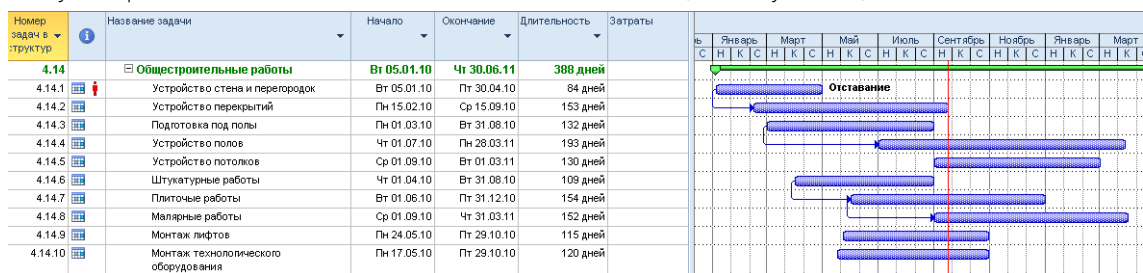 Номер задач в структур Название задачи Начало Окончание Длительность Затраты
Январь Март Май Июль Сентябрь Ноябрь Январь Март
С Н К С Н К С Н К С Н К С Н К С Н К С Н К С Н К
4.14 Общестроительные работы Вт 05.01.10 Чт 30.06.11 388 дней
4.14.1 Устройство стена и перегородок Вт 05.01.10 Пт 30.04.10 84 дней Отставание
4.14.2 Устройство перекрытий Пн 15.02.10 Ср 15.09.10 153 дней
4.14.3 Подготовка под полы Пн 01.03.10 Вт 31.08.10 132 дней
4.14.4 Устройство полов Чт 01.07.10 Пн 28.03.11 193 дней
4.14.5 Устройство потолков Ср 01.09.10 Вт 01.03.11 130 дней
4.14.6 Штукатурные работы Чт 01.04.10 Вт 31.08.10 109 дней
4.14.7 Плиточные работы Вт 01.06.10 Пт 31.12.10 154 дней
4.14.8 Малярные работы Ср 01.09.10 Чт 31.03.11 152 дней
4.14.9 Монтаж лифтов Пн 24.05.10 Пт 29.10.10 115 дней
4.14.10 Монтаж технологического Пн 17.05.10 Пт 29.10.10 120 дней
оборудования